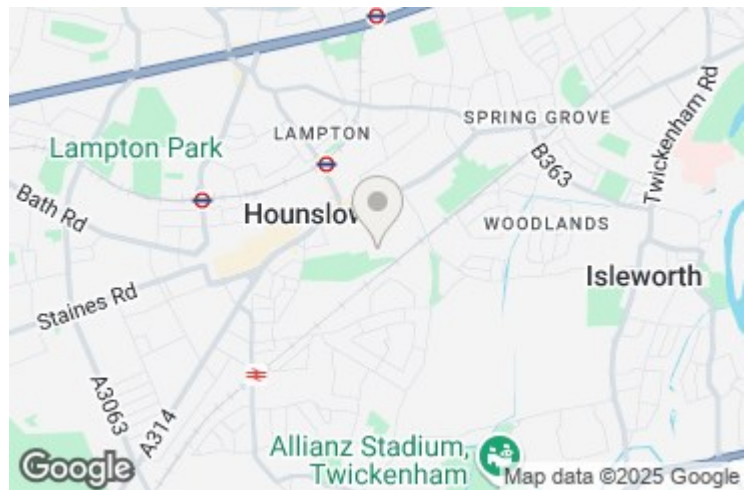 SPRING GROVE
LAMPTON
Lampton Park
Twickenham Rd
B363
Bath Rd
Hounslow
WOODLANDS
Isleworth
Staines Rd
A3063
A314
Allianz Stadium,
Twickenham
Google
Map data ©2025 Google